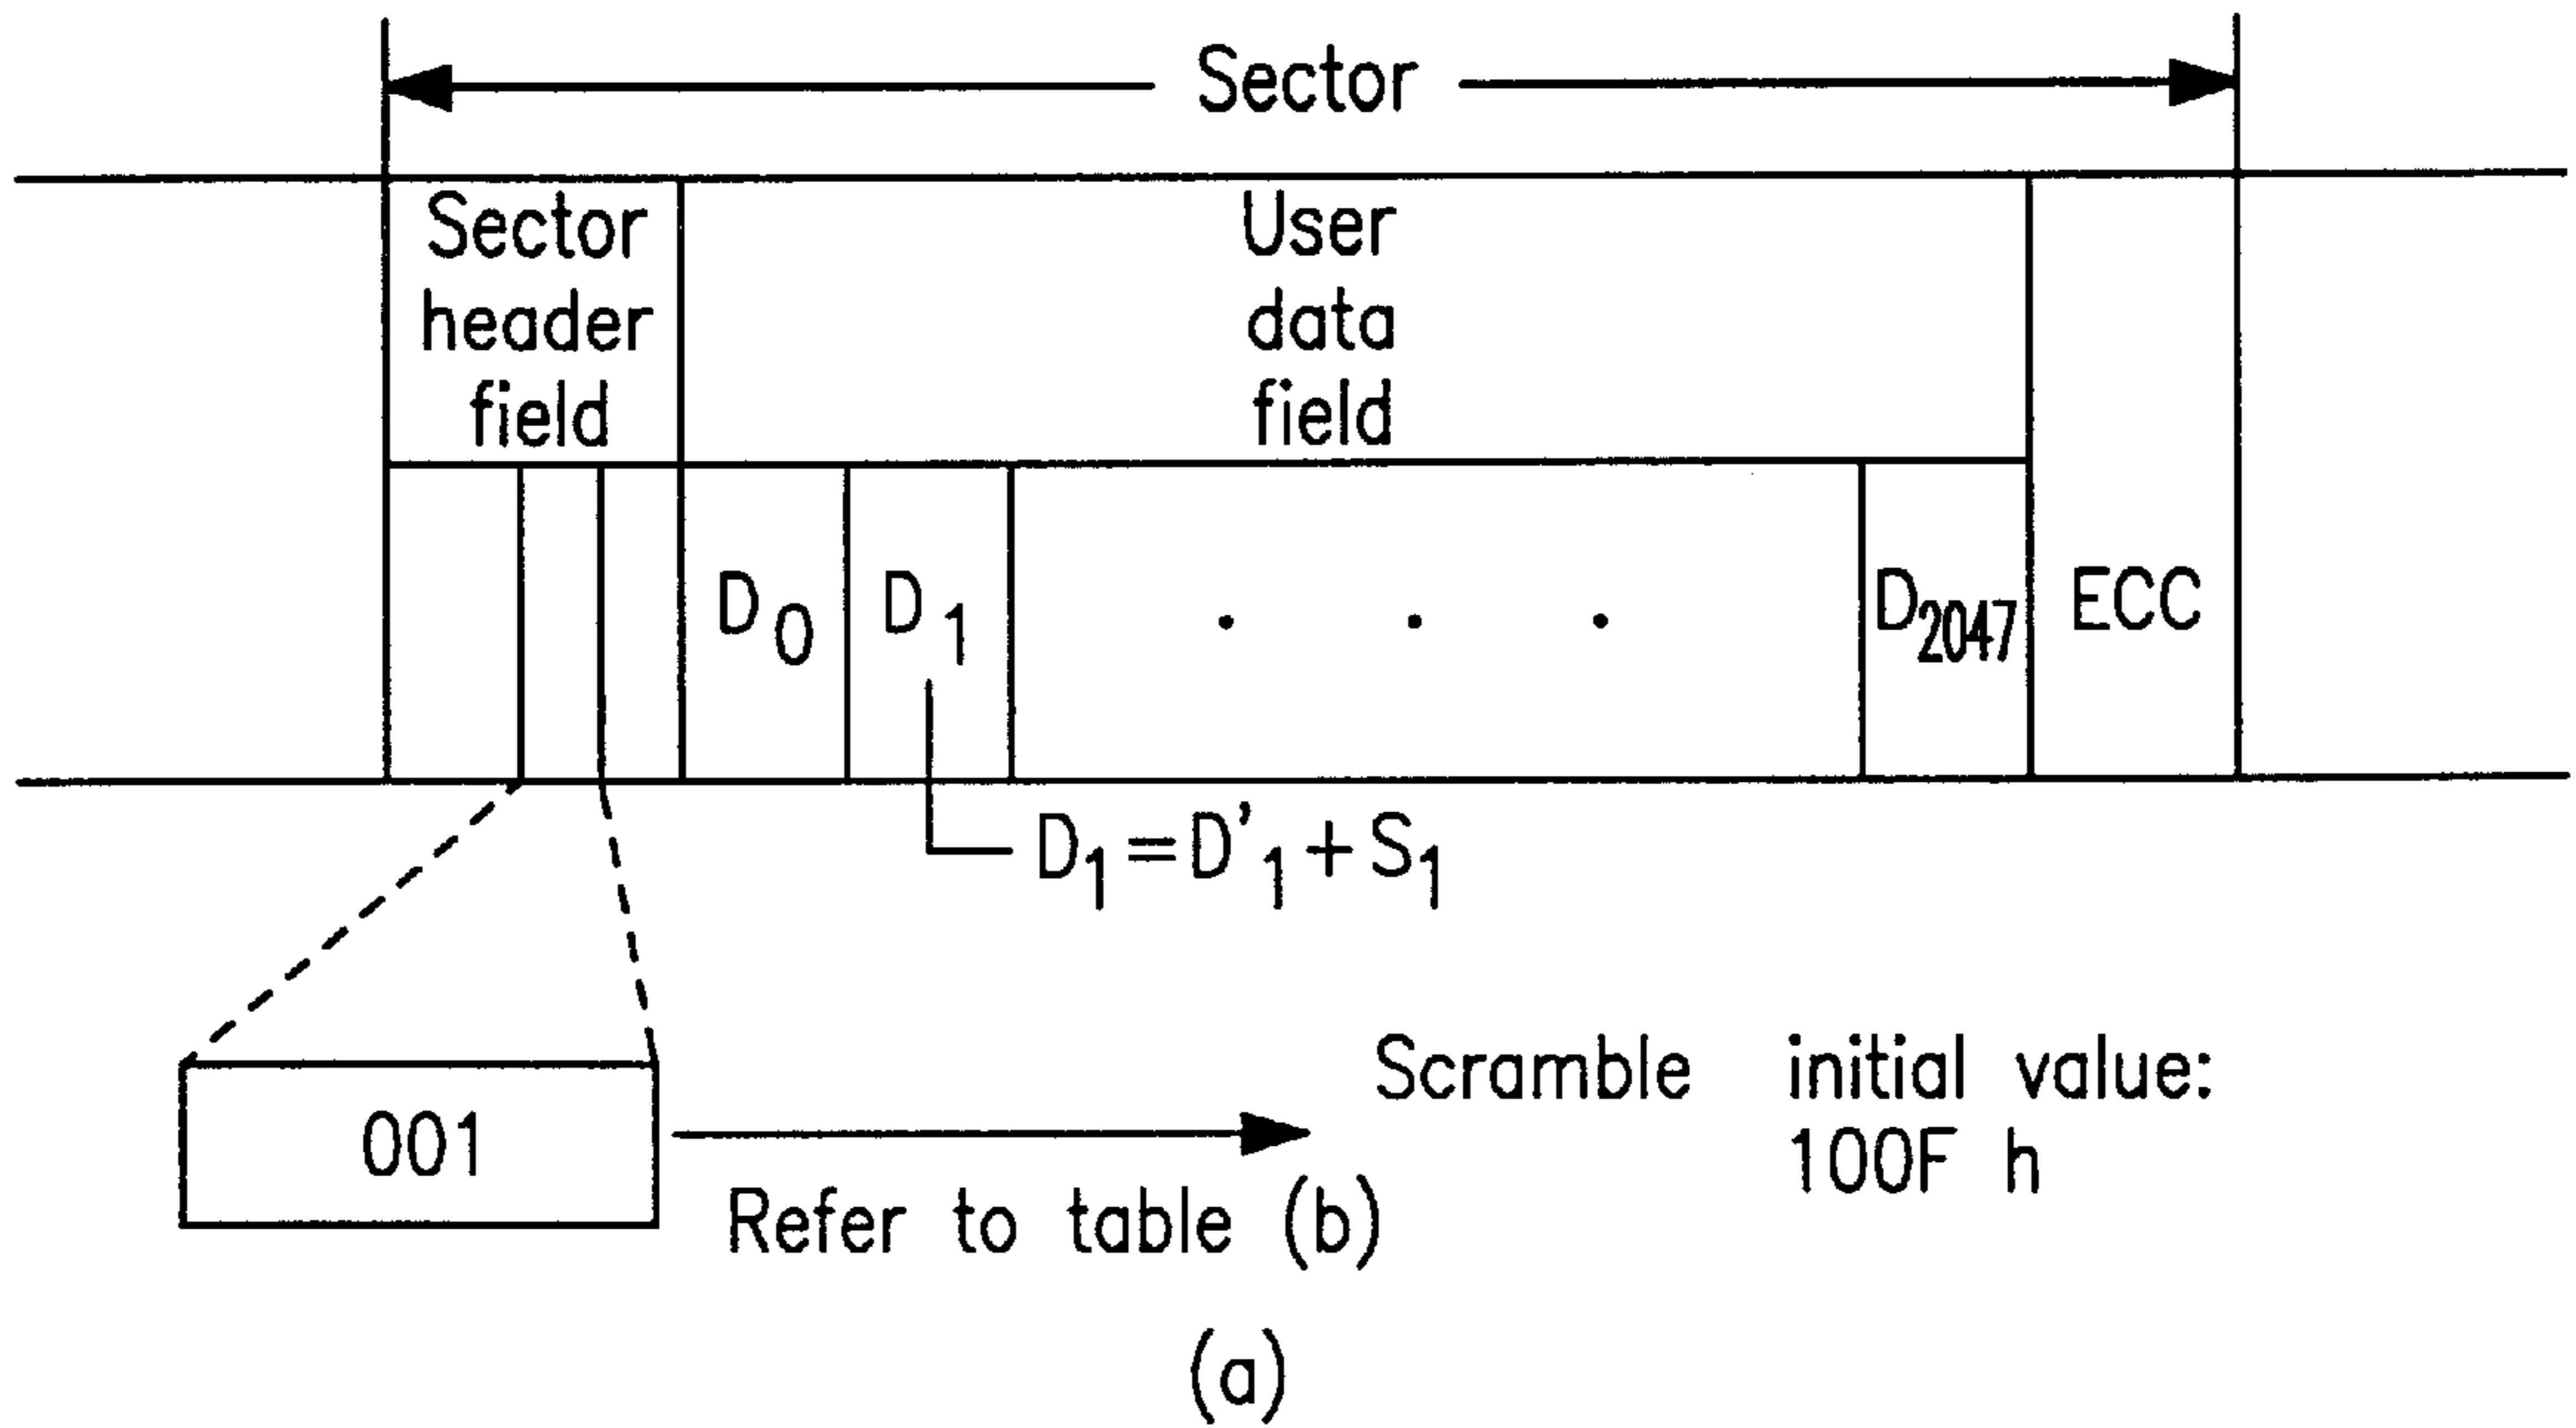 Sector
Sector
header
field
User
data
field
D0
D1
D2047
ECC
D1=D'1+S1
001
Refer to table (b)
Scramble initial value:
100F h
(a)